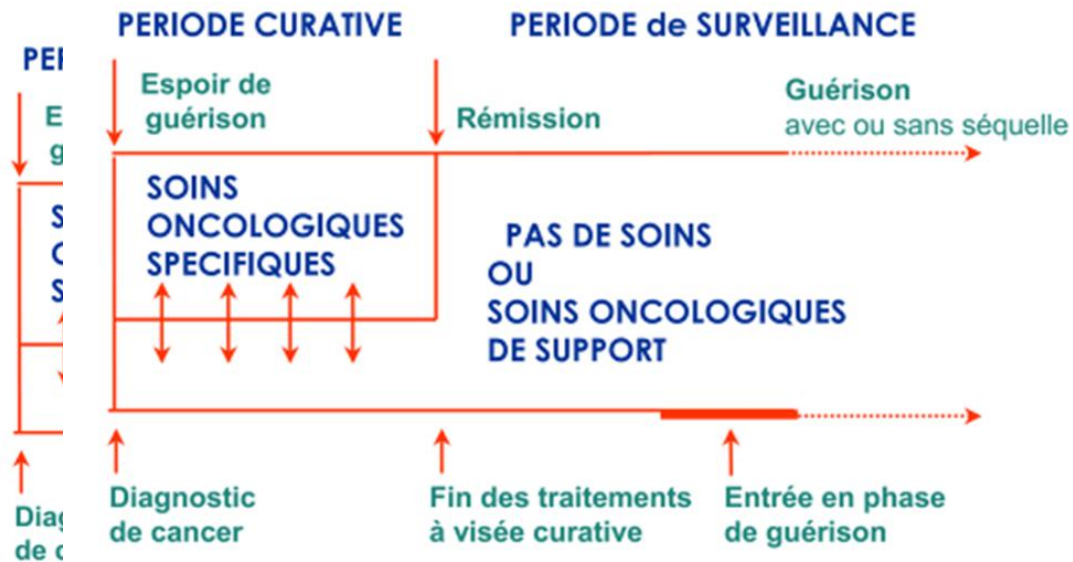 PERIODE CURATIVE
PERIODE de SURVEILLANCE
Espoir de
guérison
Rémission
Guérison
avec ou sans séquelle
SOINS
ONCOLOGIQUES
SPECIFIQUES
PAS DE SOINS
OU
SOINS ONCOLOGIQUES
DE SUPPORT
Diagnostic
de cancer
Fin des traitements
à visée curative
Entrée en phase
de guérison